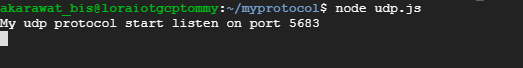 akarawat_bis@loraiotgcptommy:~/myprotocol$ node udp.js
My udp protocol start listen on port 5683